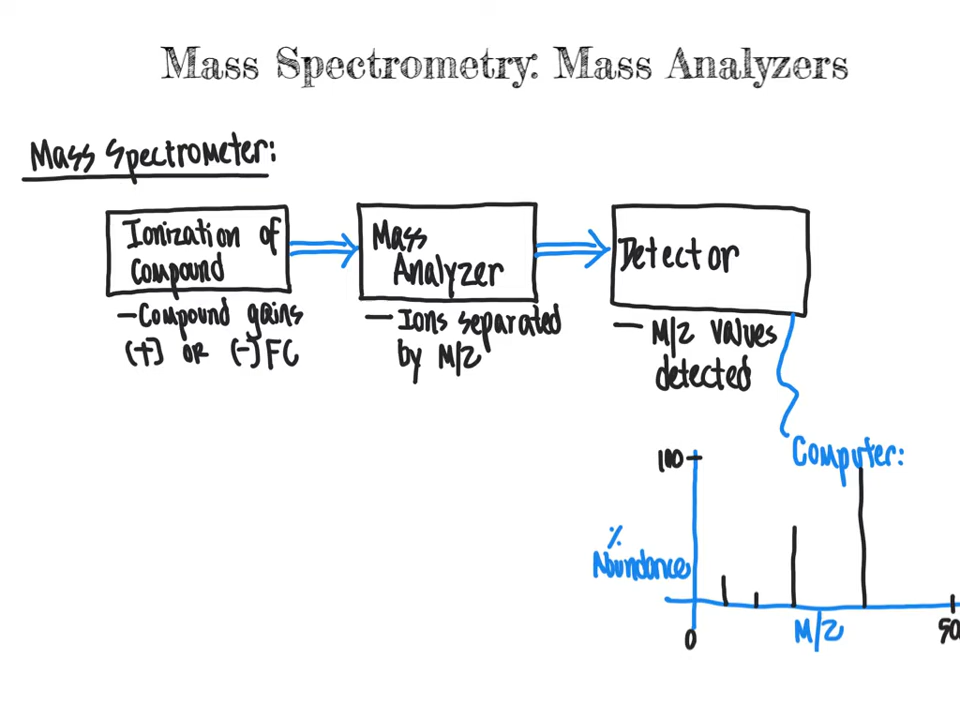 Mass Spectrometry: Mass Analyzers
Mass Spectrometer:
Ionization of
Compound
- Compound gains
(+) OR (-) FC
Mass
Analyzer
- Ions separated
by M/Z
Detector
- M/Z values
detected
Computer:
100
%
Abundance
0
M/Z
50